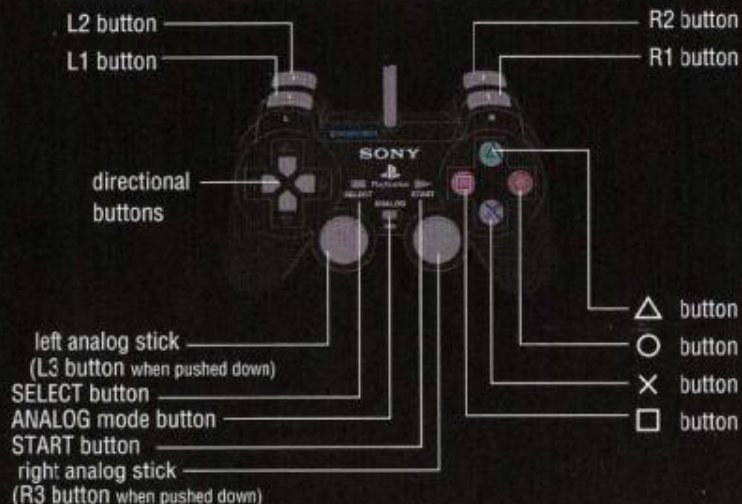 L2 button
L1 button
R2 button
R1 button
SONY
PlayStation
SELECT
START
ANALOG
directional
buttons
△ button
○ button
✕ button
□ button
left analog stick
(L3 button when pushed down)
SELECT button
ANALOG mode button
START button
right analog stick
(R3 button when pushed down)